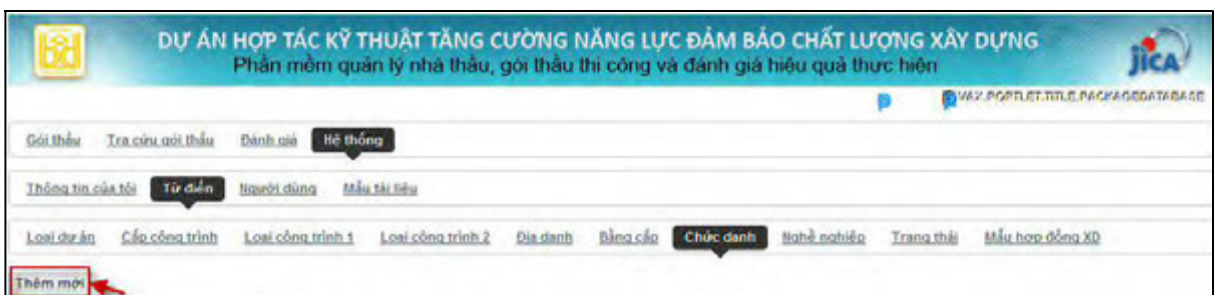 DỰ ÁN HỢP TÁC KỸ THUẬT TĂNG CƯỜNG NĂNG LỰC ĐẢM BẢO CHẤT LƯỢNG XÂY DỰNG
Phần mềm quản lý nhà thầu, gói thầu thi công và đánh giá hiệu quả thực hiện
jICA
VAX.PORTLET.TITLE.PACKAGEDATABASE
Gói thầu Tra cứu gói thầu Đánh giá Hệ thống
Thông tin của tôi Từ điển Người dùng Mẫu tài liệu
Loại dự án Cấp công trình Loại công trình 1 Loại công trình 2 Địa danh Bằng cấp Chức danh Nghề nghiệp Trạng thái Mẫu hợp đồng XD
Thêm mới